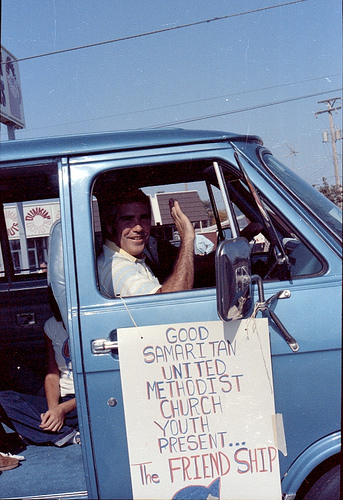 GOOD
SAMARITAN
UNITED
METHODIST
CHURCH
YOUTH
PRESENT...
The FRIEND SHIP